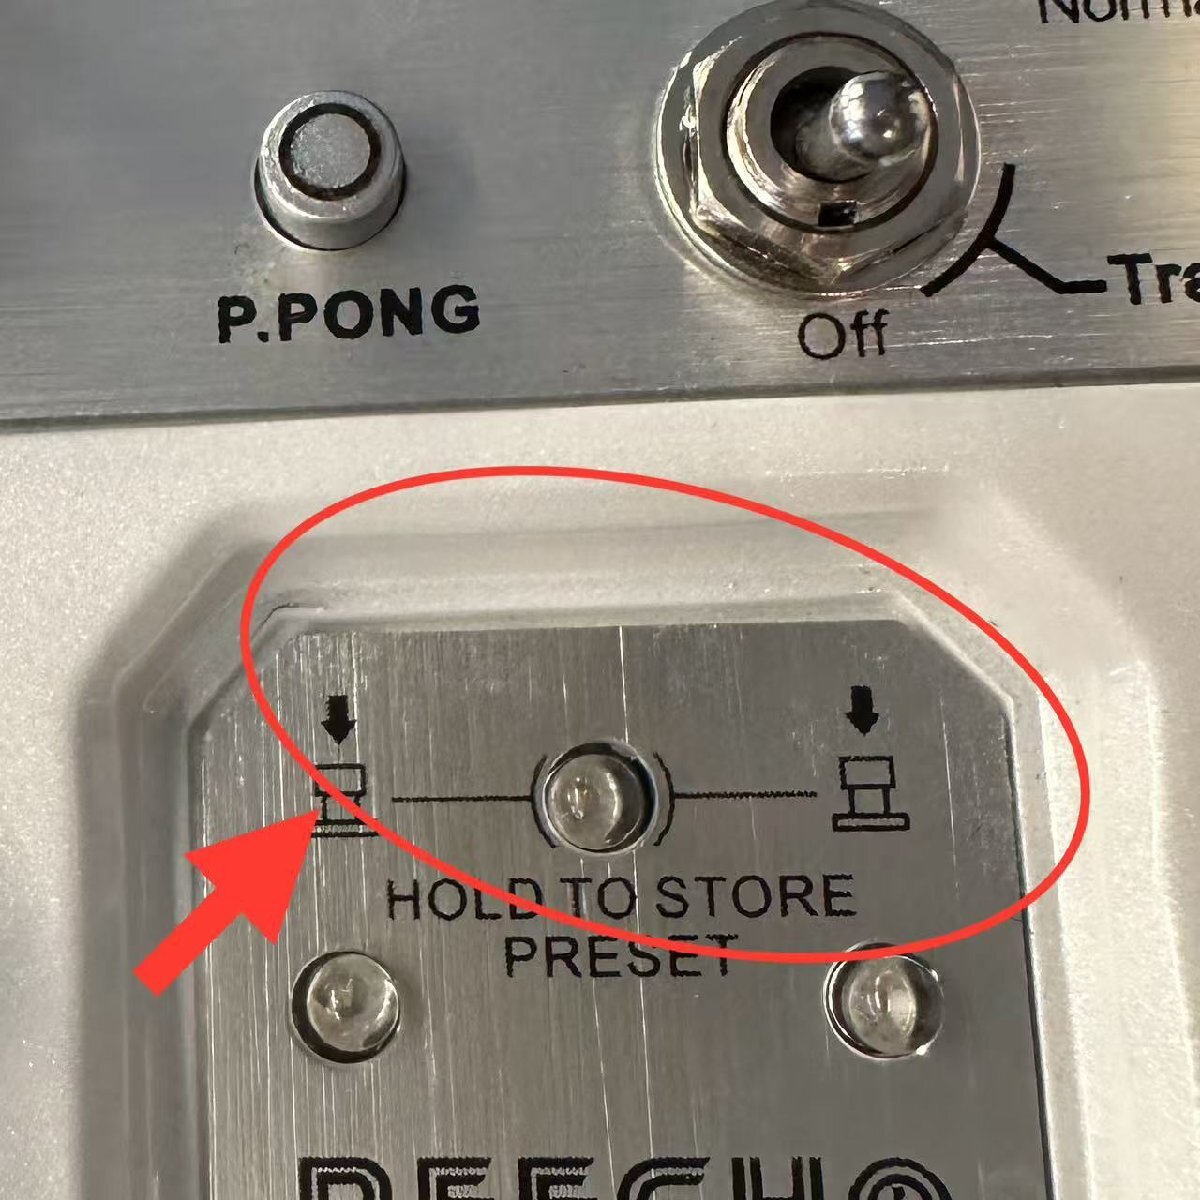 P.PONG
Off
HOLD TO STORE
PRESET